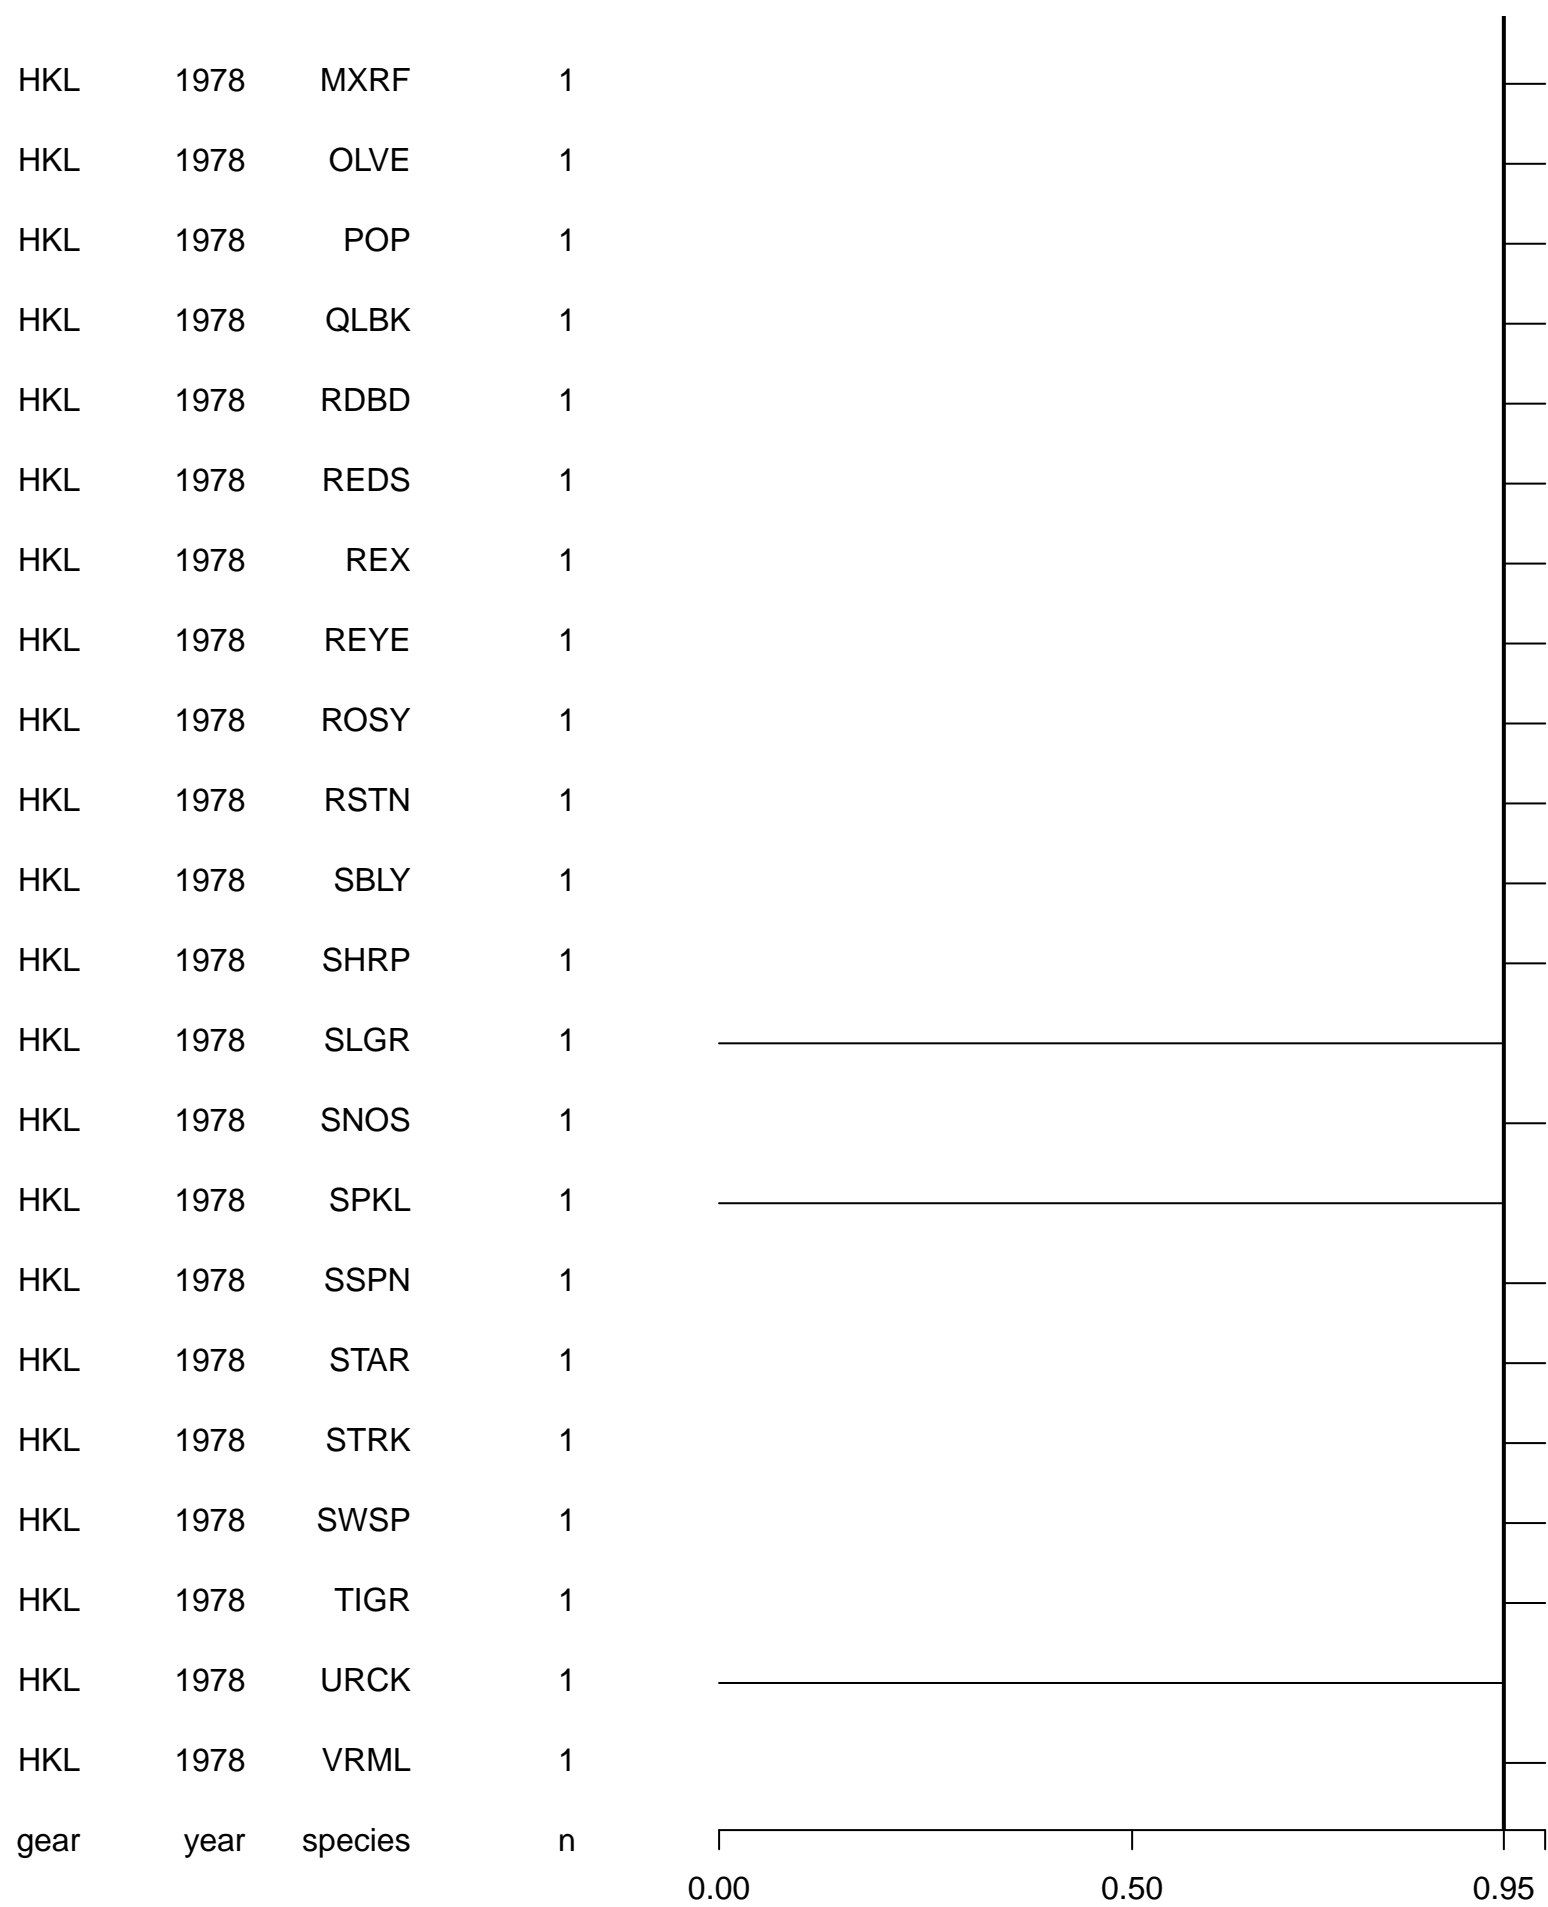 HKL 1978 MXRF 1
HKL 1978 OLVE 1
HKL 1978 POP 1
HKL 1978 QLBK 1
HKL 1978 RDBD 1
HKL 1978 REDS 1
HKL 1978 REX 1
HKL 1978 REYE 1
HKL 1978 ROSY 1
HKL 1978 RSTN 1
HKL 1978 SBLY 1
HKL 1978 SHRP 1
HKL 1978 SLGR 1
HKL 1978 SNOS 1
HKL 1978 SPKL 1
HKL 1978 SSPN 1
HKL 1978 STAR 1
HKL 1978 STRK 1
HKL 1978 SWSP 1
HKL 1978 TIGR 1
HKL 1978 URCK 1
HKL 1978 VRML 1
gear year species n
0.00 0.50 0.95